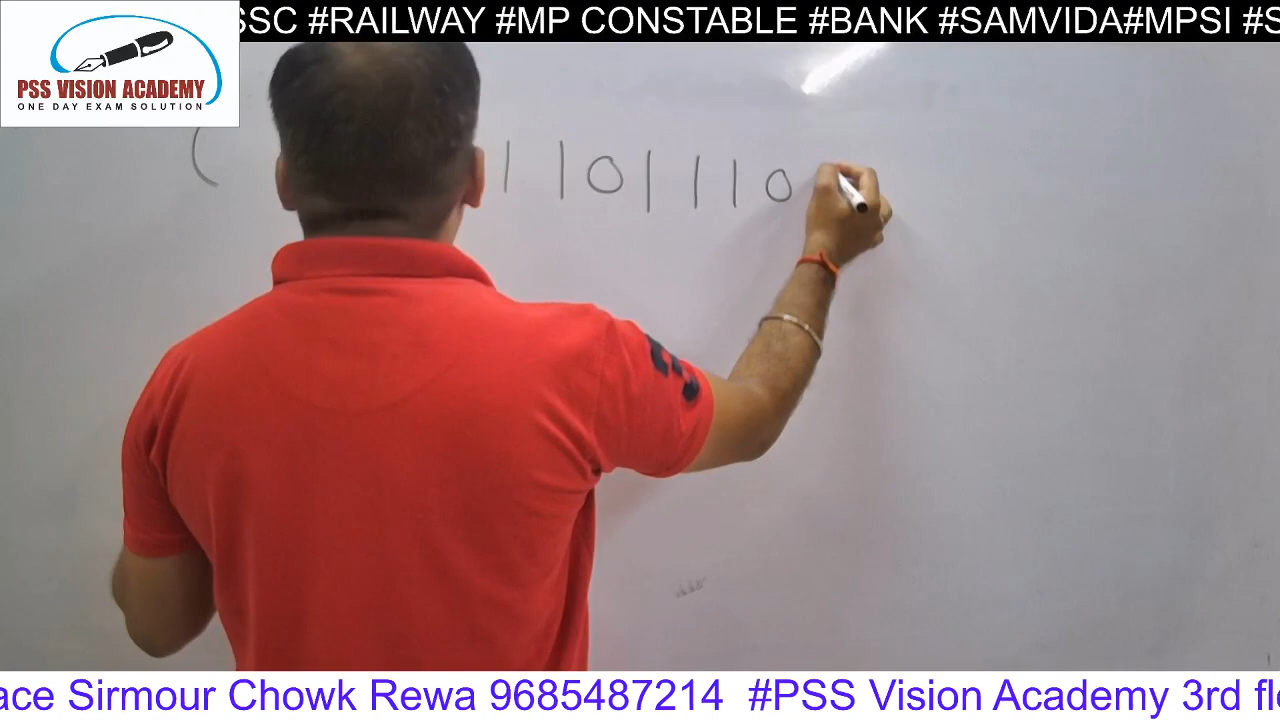 SSC #RAILWAY #MP CONSTABLE #BANK #SAMVIDA#MPSI #S
PSS VISION ACADEMY
ONE DAY EXAM SOLUTION
( 1 1 0 1 1 1 0
ace Sirmour Chowk Rewa 9685487214 #PSS Vision Academy 3rd flo